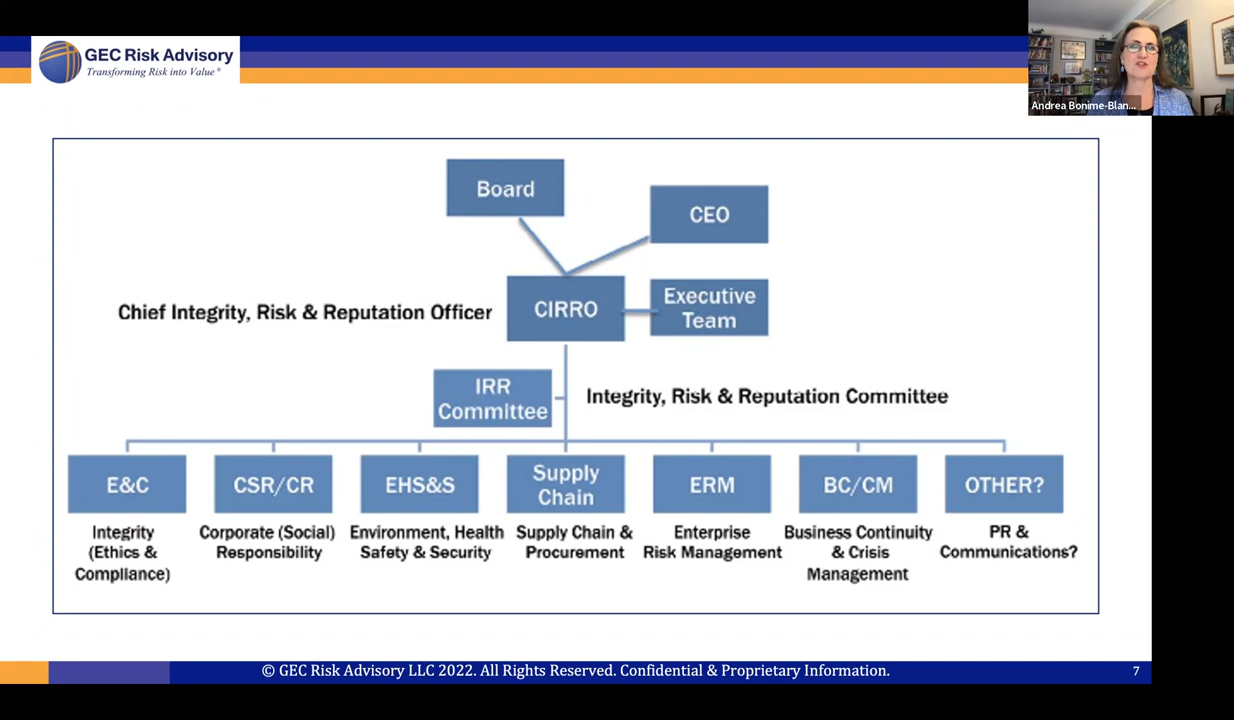 GEC Risk Advisory
Transforming Risk into Value®
Andrea Bonime-Blan...
Board
CEO
Chief Integrity, Risk & Reputation Officer
CIRRO
Executive
Team
IRR
Committee
Integrity, Risk & Reputation Committee
E&C
CSR/CR
EHS&S
Supply
Chain
ERM
BC/CM
OTHER?
Integrity
(Ethics &
Compliance)
Corporate (Social)
Responsibility
Environment, Health
Safety & Security
Supply Chain &
Procurement
Enterprise
Risk Management
Business Continuity
& Crisis
Management
PR &
Communications?
© GEC Risk Advisory LLC 2022. All Rights Reserved. Confidential & Proprietary Information.
7